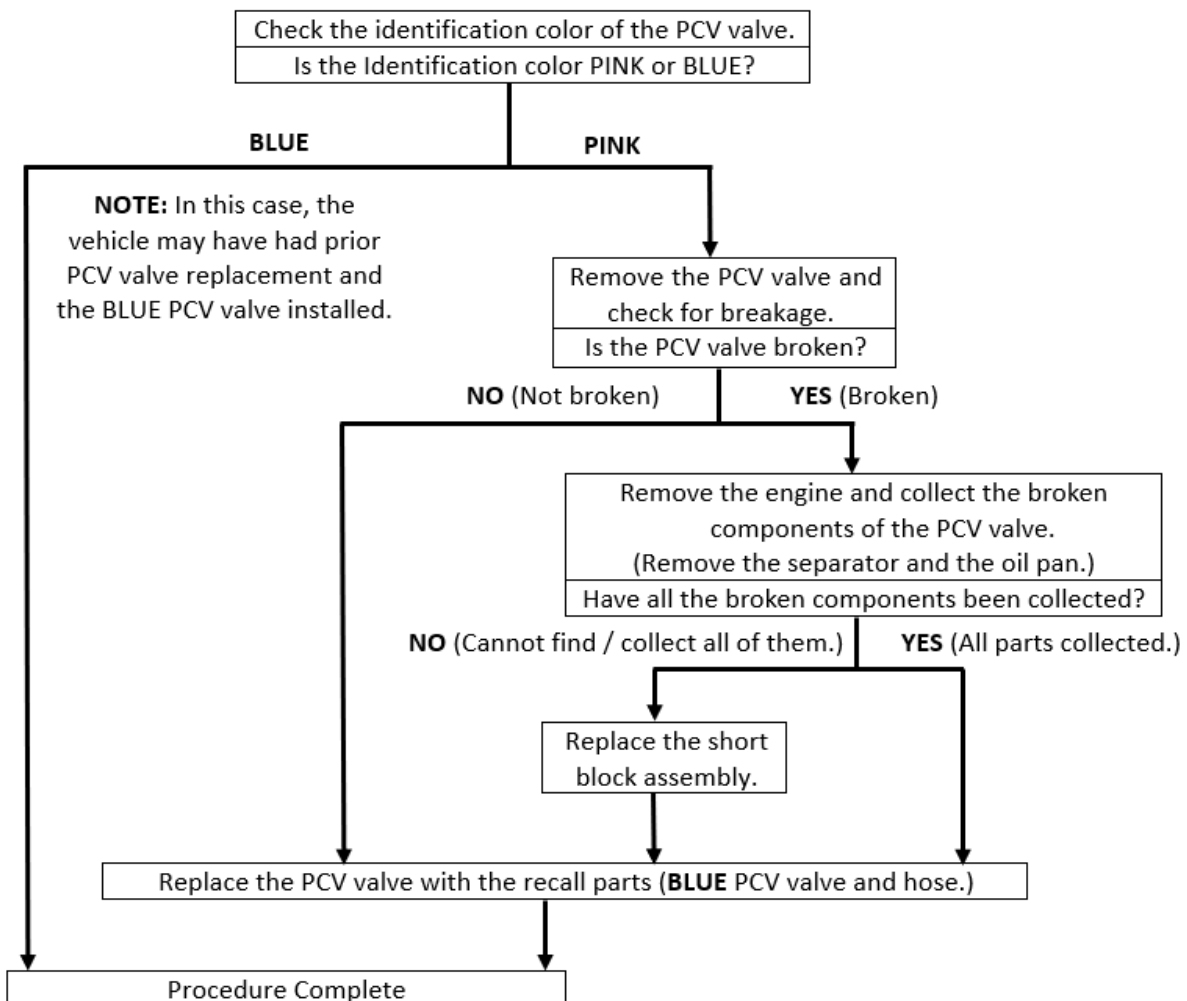 Check the identification color of the PCV valve.
Is the Identification color PINK or BLUE?
BLUE
PINK
NOTE: In this case, the
vehicle may have had prior
PCV valve replacement and
the BLUE PCV valve installed.
Remove the PCV valve and
check for breakage.
Is the PCV valve broken?
NO (Not broken)
YES (Broken)
Remove the engine and collect the broken
components of the PCV valve.
(Remove the separator and the oil pan.)
Have all the broken components been collected?
NO (Cannot find / collect all of them.)
YES (All parts collected.)
Replace the short
block assembly.
Replace the PCV valve with the recall parts (BLUE PCV valve and hose.)
Procedure Complete